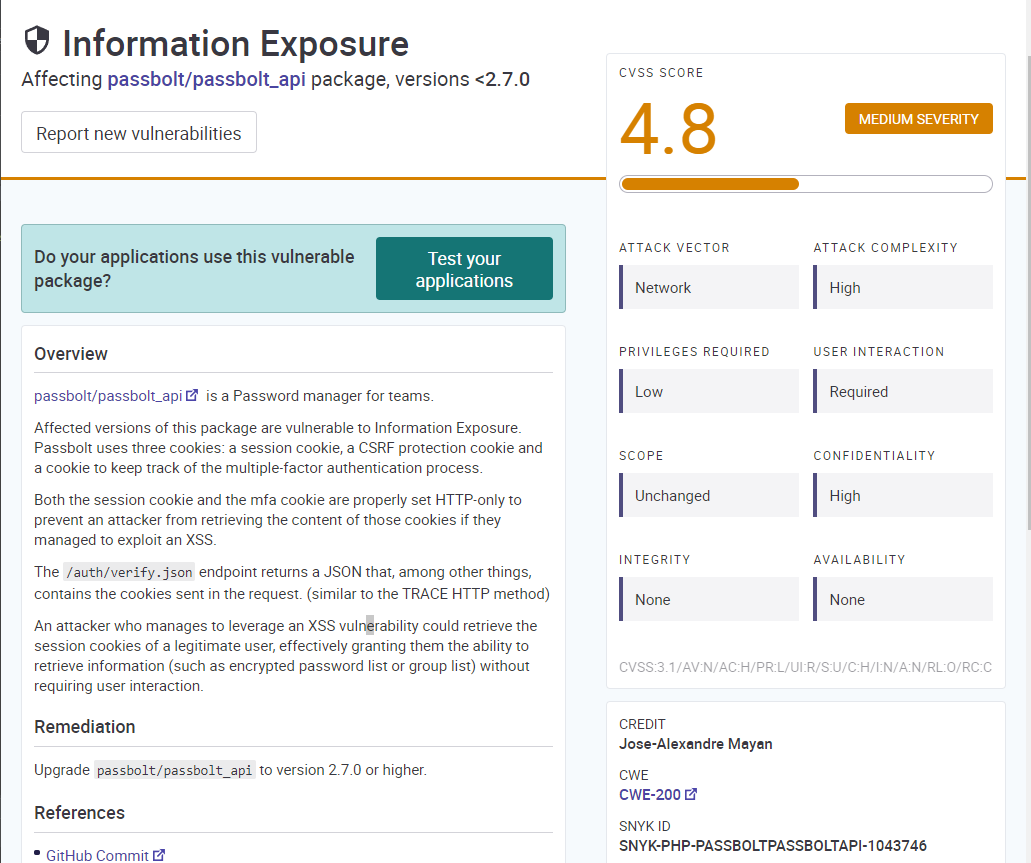 Information Exposure
Affecting passbolt/passbolt_api package, versions <2.7.0
Report new vulnerabilities
Do your applications use this vulnerable
package?
Test your
applications
Overview
passbolt/passbolt_api is a Password manager for teams.
Affected versions of this package are vulnerable to Information Exposure.
Passbolt uses three cookies: a session cookie, a CSRF protection cookie and
a cookie to keep track of the multiple-factor authentication process.
Both the session cookie and the mfa cookie are properly set HTTP-only to
prevent an attacker from retrieving the content of those cookies if they
managed to exploit an XSS.
The /auth/verify.json endpoint returns a JSON that, among other things,
contains the cookies sent in the request. (similar to the TRACE HTTP method)
An attacker who manages to leverage an XSS vulnerability could retrieve the
session cookies of a legitimate user, effectively granting them the ability to
retrieve information (such as encrypted password list or group list) without
requiring user interaction.
Remediation
Upgrade passbolt/passbolt_api to version 2.7.0 or higher.
References
GitHub Commit
CVSS SCORE
4.8
MEDIUM SEVERITY
ATTACK VECTOR
Network
ATTACK COMPLEXITY
High
PRIVILEGES REQUIRED
Low
USER INTERACTION
Required
SCOPE
Unchanged
CONFIDENTIALITY
High
INTEGRITY
None
AVAILABILITY
None
CVSS:3.1/AV:N/AC:H/PR:L/UI:R/S:U/C:H/I:N/A:N/RL:O/RC:C
CREDIT
Jose-Alexandre Mayan
CWE
CWE-200
SNYK ID
SNYK-PHP-PASSBOLTPASSBOLTAPI-1043746